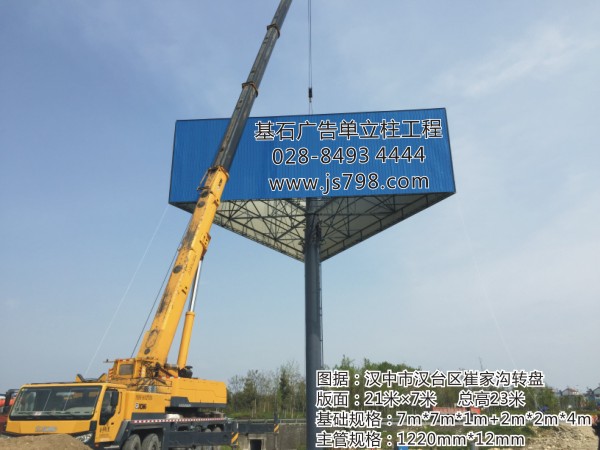 基石广告单立柱工程
028-8493 4444
www.js798.com
图据：汉中市汉台区崔家沟转盘
版面：21米×7米 总高23米
基础规格：7m*7m*1m+2m*2m*4m
主管规格：1220mm*12mm